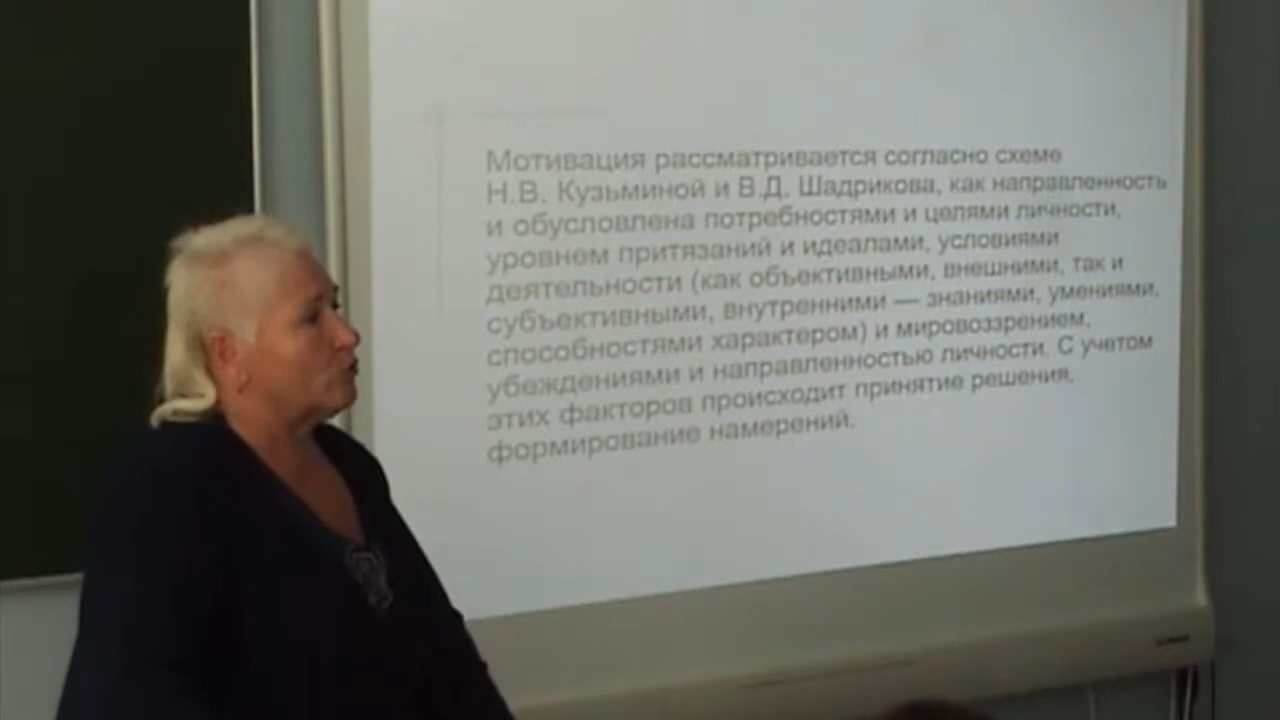 Мотивация рассматривается согласно схеме
Н.В. Кузьминой и В.Д. Шадрикова, как направленность
и обусловлена потребностями и целями личности,
уровнем притязаний и идеалами, условиями
деятельности (как объективными, внешними, так и
субъективными, внутренними — знаниями, умениями,
способностями характером) и мировоззрением,
убеждениями и направленностью личности. С учетом
этих факторов происходит принятие решения,
формирование намерений.